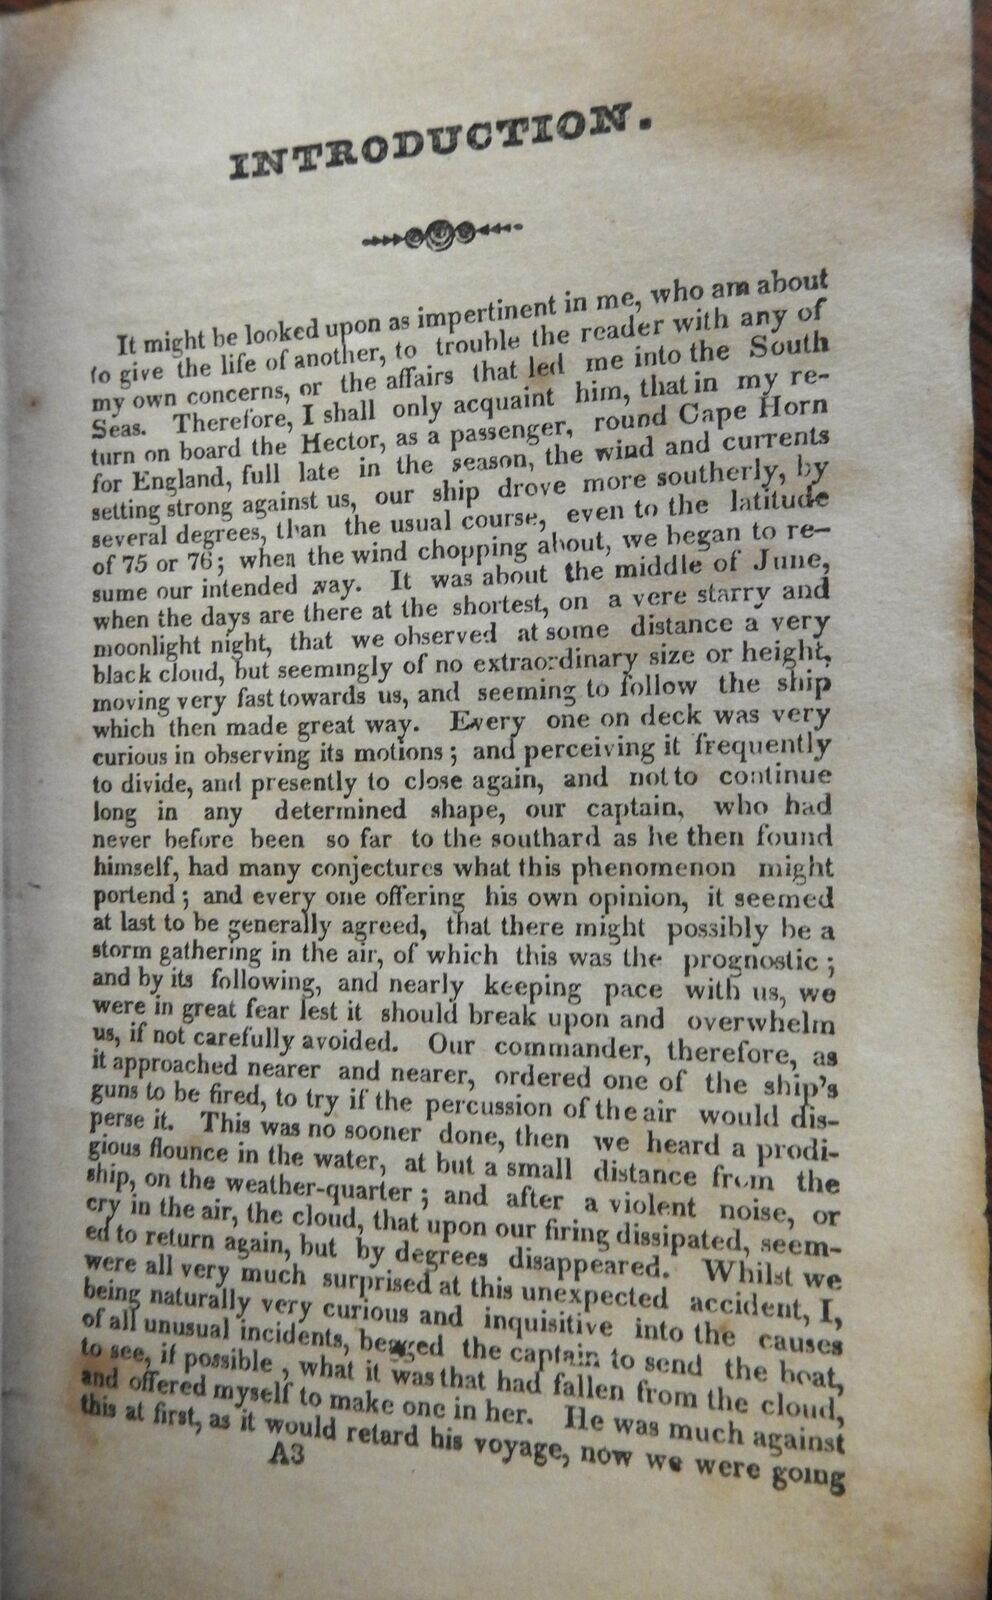 INTRODUCTION.
It might be looked upon as impertinent in me, who am about
to give the life of another, to trouble the reader with any of
my own concerns, or the affairs that led me into the South
Seas. Therefore, I shall only acquaint him, that in my re-
turn on board the Hector, as a passenger, round Cape Horn
for England, full late in the season, the wind and currents
setting strong against us, our ship drove more southerly, by
several degrees, than the usual course, even to the latitude
of 75 or 76; when the wind chopping about, we began to re-
sume our intended way. It was about the middle of June,
when the days are there at the shortest, on a vere starry and
moonlight night, that we observed at some distance a very
black cloud, but seemingly of no extraordinary size or height,
moving very fast towards us, and seeming to follow the ship
which then made great way. Every one on deck was very
curious in observing its motions; and perceiving it frequently
to divide, and presently to close again, and not to continue
long in any determined shape, our captain, who had
never before been so far to the southard as he then found
himself, had many conjectures what this phenomenon might
portend; and every one offering his own opinion, it seemed
at last to be generally agreed, that there might possibly be a
storm gathering in the air, of which this was the prognostic;
and by its following, and nearly keeping pace with us, we
were in great fear lest it should break upon and overwhelm
us, if not carefully avoided. Our commander, therefore, as
it approached nearer and nearer, ordered one of the ship's
guns to be fired, to try if the percussion of the air would dis-
perse it. This was no sooner done, then we heard a prodi-
gious flounce in the water, at but a small distance from the
ship, on the weather-quarter; and after a violent noise, or
cry in the air, the cloud, that upon our firing dissipated, seem-
ed to return again, but by degrees disappeared. Whilst we
were all very much surprised at this unexpected accident, I,
being naturally very curious and inquisitive into the causes
of all unusual incidents, begged the captain to send the boat,
to see, if possible, what it was that had fallen from the cloud,
and offered myself to make one in her. He was much against
this at first, as it would retard his voyage, now we were going
A3